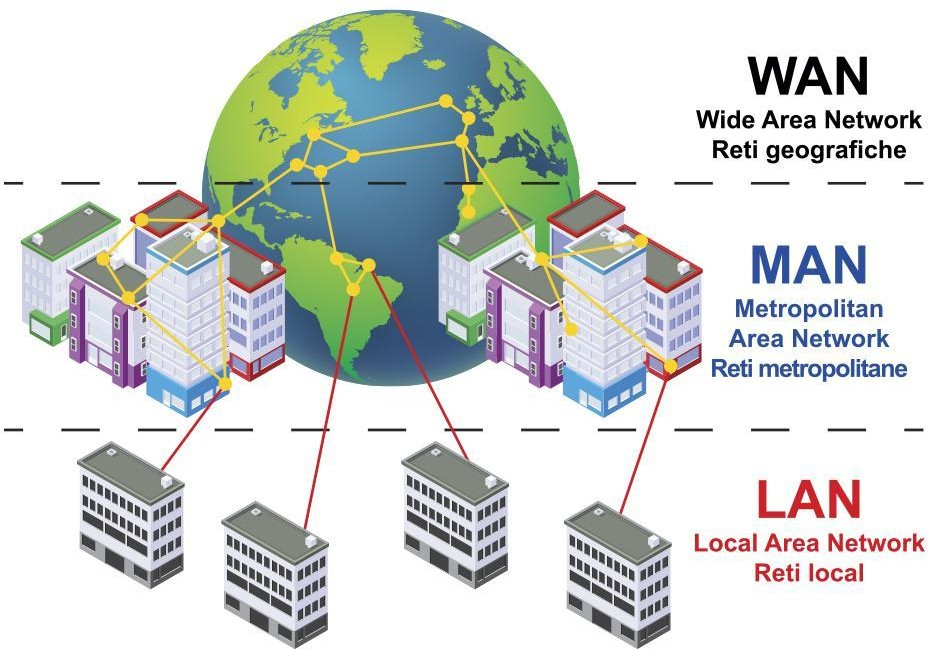 WAN
Wide Area Network
Reti geografiche
MAN
Metropolitan
Area Network
Reti metropolitane
LAN
Local Area Network
Reti local